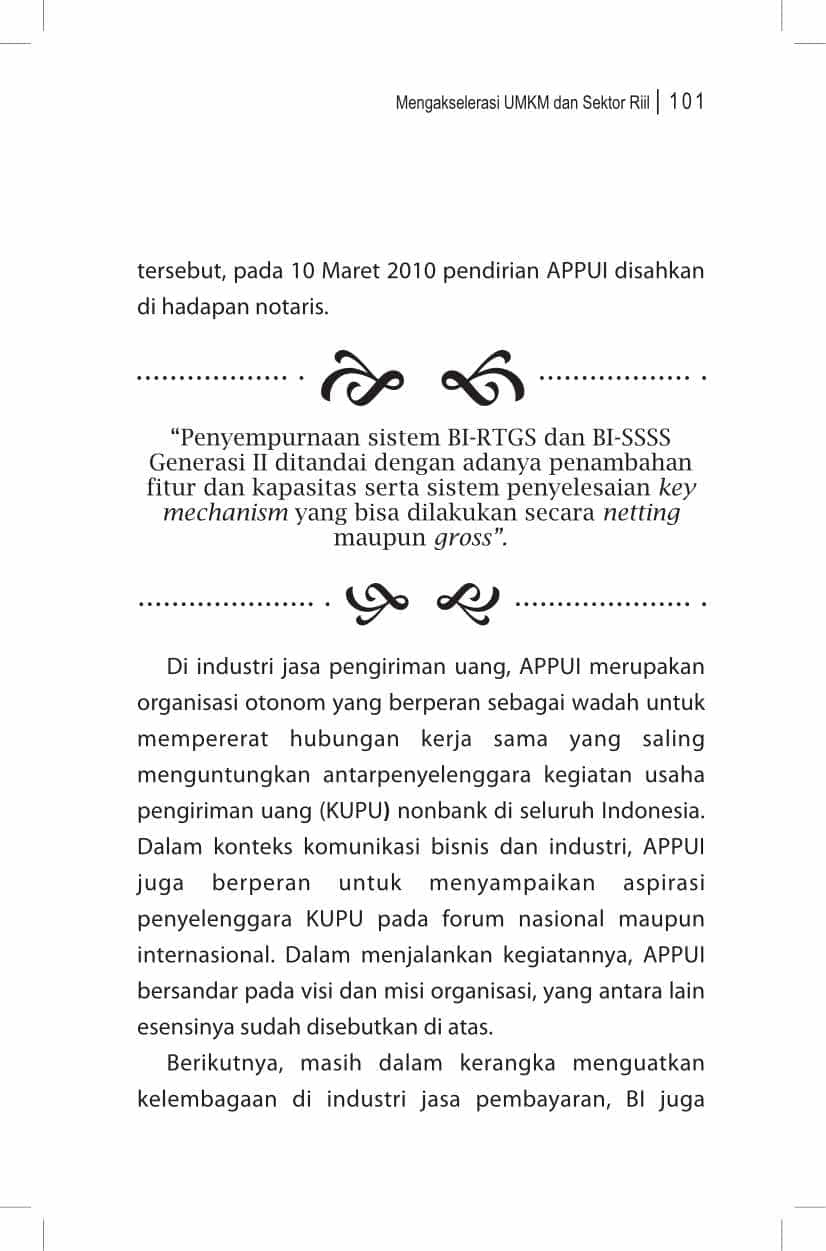 Mengakselerasi UMKM dan Sektor Riil | 101
tersebut, pada 10 Maret 2010 pendirian APPUI disahkan
di hadapan notaris.
“Penyempurnaan sistem BI-RTGS dan BI-SSSS
Generasi II ditandai dengan adanya penambahan
fitur dan kapasitas serta sistem penyelesaian key
mechanism yang bisa dilakukan secara netting
maupun gross”.
Di industri jasa pengiriman uang, APPUI merupakan
organisasi otonom yang berperan sebagai wadah untuk
mempererat hubungan kerja sama yang saling
menguntungkan antarpenyelenggara kegiatan usaha
pengiriman uang (KUPU) nonbank di seluruh Indonesia.
Dalam konteks komunikasi bisnis dan industri, APPUI
juga berperan untuk menyampaikan aspirasi
penyelenggara KUPU pada forum nasional maupun
internasional. Dalam menjalankan kegiatannya, APPUI
bersandar pada visi dan misi organisasi, yang antara lain
esensinya sudah disebutkan di atas.
Berikutnya, masih dalam kerangka menguatkan
kelembagaan di industri jasa pembayaran, BI juga